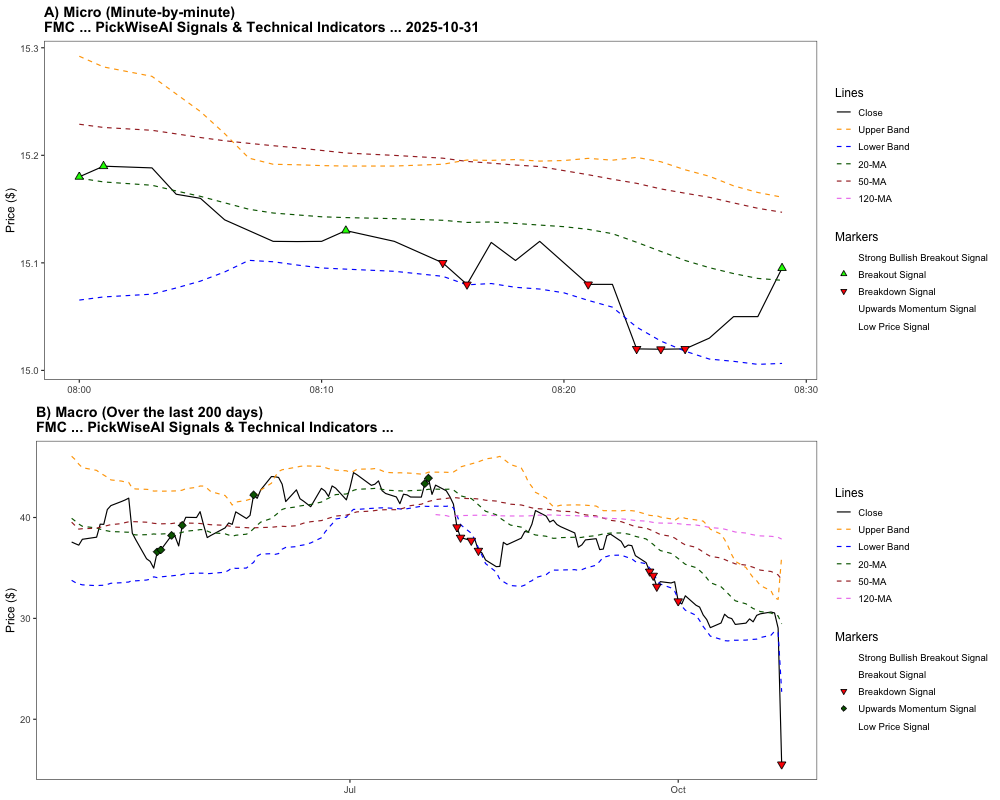 A) Micro (Minute-by-minute)
FMC ... PickWiseAI Signals & Technical Indicators ... 2025-10-31
15.3
15.2
15.1
15.0
Price ($)
08:00
08:10
08:20
08:30
Lines
Close
Upper Band
Lower Band
20-MA
50-MA
120-MA
Markers
Strong Bullish Breakout Signal
Breakout Signal
Breakdown Signal
Upwards Momentum Signal
Low Price Signal
B) Macro (Over the last 200 days)
FMC ... PickWiseAI Signals & Technical Indicators ...
40
30
20
Price ($)
Jul
Oct
Lines
Close
Upper Band
Lower Band
20-MA
50-MA
120-MA
Markers
Strong Bullish Breakout Signal
Breakout Signal
Breakdown Signal
Upwards Momentum Signal
Low Price Signal